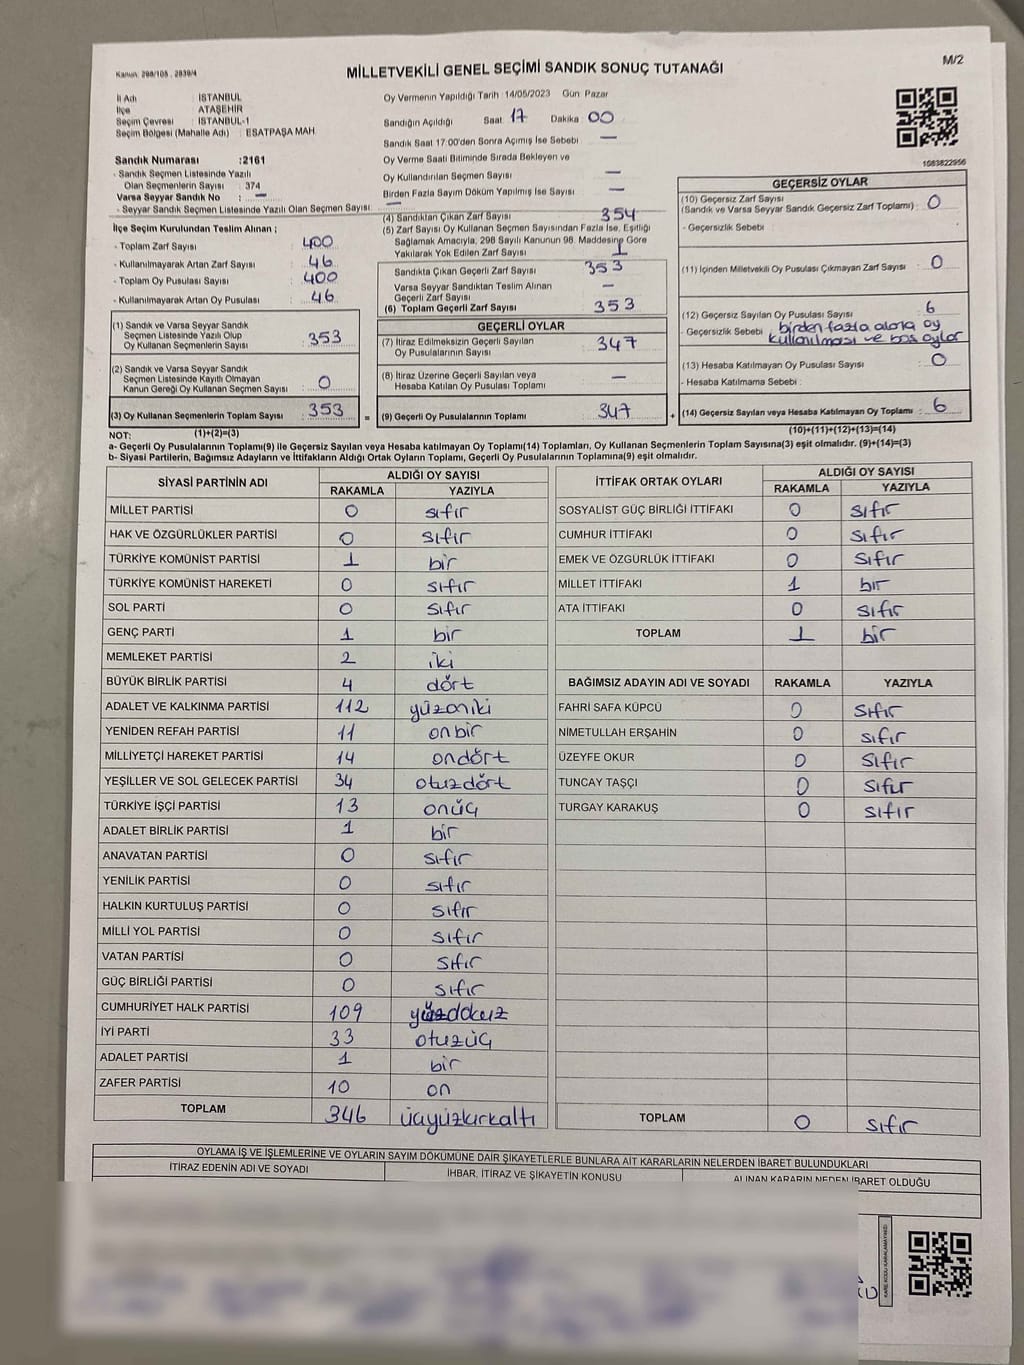 Kanun: 298/108 , 2839/4
MİLLETVEKİLİ GENEL SEÇİMİ SANDIK SONUÇ TUTANAĞI
M/2
İl Adı : İSTANBUL
İlçe : ATAŞEHİR
Seçim Çevresi : İSTANBUL-1
Seçim Bölgesi (Mahalle Adı) : ESATPAŞA MAH.
Sandık Numarası :2161
- Sandık Seçmen Listesinde Yazılı
Olan Seçmenlerin Sayısı : 374
Varsa Seyyar Sandık No : —
- Seyyar Sandık Seçmen Listesinde Yazılı Olan Seçmen Sayısı: —
Oy Vermenin Yapıldığı Tarih 14/05/2023 Gün Pazar
Sandığın Açıldığı Saat 17 Dakika 00
Sandık Saat 17:00'den Sonra Açımış İse Sebebi —
Oy Verme Saati Bitiminde Sırada Bekleyen ve
Oy Kullandırılan Seçmen Sayısı —
Birden Fazla Sayım Döküm Yapılmış İse Sayısı —
1083822956
İlçe Seçim Kurulundan Teslim Alınan ;
- Toplam Zarf Sayısı : 400
- Kullanılmayarak Artan Zarf Sayısı : 46
- Toplam Oy Pusulası Sayısı : 400
- Kullanılmayarak Artan Oy Pusulası : 46
(4) Sandıktan Çıkan Zarf Sayısı 354
(5) Zarf Sayısı Oy Kullanan Seçmen Sayısından Fazla İse, Eşitliği
Sağlamak Amacıyla, 298 Sayılı Kanunun 98. Maddesine Göre
Yakılarak Yok Edilen Zarf Sayısı 1
Sandıkta Çıkan Geçerli Zarf Sayısı 353
Varsa Seyyar Sandıktan Teslim Alınan
Geçerli Zarf Sayısı —
(6) Toplam Geçerli Zarf Sayısı 353
GEÇERSİZ OYLAR
(10) Geçersiz Zarf Sayısı
(Sandık ve Varsa Seyyar Sandık Geçersiz Zarf Toplamı) : 0
- Geçersizlik Sebebi :
(11) İçinden Milletvekili Oy Pusulası Çıkmayan Zarf Sayısı : 0
(12) Geçersiz Sayılan Oy Pusulası Sayısı : 6
- Geçersizlik Sebebi : birden fazla alana oy
kullanılması ve boş oylar
(13) Hesaba Katılmayan Oy Pusulası Sayısı : 0
- Hesaba Katılmama Sebebi :
(1) Sandık ve Varsa Seyyar Sandık
Seçmen Listesinde Yazılı Olup
Oy Kullanan Seçmenlerin Sayısı : 353
(2) Sandık ve Varsa Seyyar Sandık
Seçmen Listesinde Kayıtlı Olmayan
Kanun Gereği Oy Kullanan Seçmen Sayısı : 0
GEÇERLİ OYLAR
(7) İtiraz Edilmeksizin Geçerli Sayılan
Oy Pusulalarının Sayısı : 347
(8) İtiraz Üzerine Geçerli Sayılan veya
Hesaba Katılan Oy Pusulası Toplamı : —
(3) Oy Kullanan Seçmenlerin Toplam Sayısı : 353 = (9) Geçerli Oy Pusulalarının Toplamı : 347 + (14) Geçersiz Sayılan veya Hesaba Katılmayan Oy Toplamı : 6
NOT: (1)+(2)=(3) (10)+(11)+(12)+(13)=(14)
a- Geçerli Oy Pusulalarının Toplamı(9) ile Geçersiz Sayılan veya Hesaba katılmayan Oy Toplamı(14) Toplamları, Oy Kullanan Seçmenlerin Toplam Sayısına(3) eşit olmalıdır. (9)+(14)=(3)
b- Siyasi Partilerin, Bağımsız Adayların ve İttifakların Aldığı Ortak Oyların Toplamı, Geçerli Oy Pusulalarının Toplamına(9) eşit olmalıdır.
SİYASİ PARTİNİN ADI ALDIĞI OY SAYISI
RAKAMLA YAZIYLA
MİLLET PARTİSİ 0 sıfır
HAK VE ÖZGÜRLÜKLER PARTİSİ 0 sıfır
TÜRKİYE KOMÜNİST PARTİSİ 1 bir
TÜRKİYE KOMÜNİST HAREKETİ 0 sıfır
SOL PARTİ 0 sıfır
GENÇ PARTİ 1 bir
MEMLEKET PARTİSİ 2 iki
BÜYÜK BİRLİK PARTİSİ 4 dört
ADALET VE KALKINMA PARTİSİ 112 yüzoniki
YENİDEN REFAH PARTİSİ 11 onbir
MİLLİYETÇİ HAREKET PARTİSİ 14 ondört
YEŞİLLER VE SOL GELECEK PARTİSİ 34 otuzdört
TÜRKİYE İŞÇİ PARTİSİ 13 onüç
ADALET BİRLİK PARTİSİ 1 bir
ANAVATAN PARTİSİ 0 sıfır
YENİLİK PARTİSİ 0 sıfır
HALKIN KURTULUŞ PARTİSİ 0 sıfır
MİLLİ YOL PARTİSİ 0 sıfır
VATAN PARTİSİ 0 sıfır
GÜÇ BİRLİĞİ PARTİSİ 0 sıfır
CUMHURİYET HALK PARTİSİ 109 yüzdokuz
İYİ PARTİ 33 otuzüç
ADALET PARTİSİ 1 bir
ZAFER PARTİSİ 10 on
TOPLAM 346 üçyüzkırkaltı
İTTİFAK ORTAK OYLARI ALDIĞI OY SAYISI
RAKAMLA YAZIYLA
SOSYALİST GÜÇ BİRLİĞİ İTTİFAKI 0 sıfır
CUMHUR İTTİFAKI 0 sıfır
EMEK VE ÖZGÜRLÜK İTTİFAKI 0 sıfır
MİLLET İTTİFAKI 1 bir
ATA İTTİFAKI 0 sıfır
TOPLAM 1 bir
BAĞIMSIZ ADAYIN ADI VE SOYADI RAKAMLA YAZIYLA
FAHRİ SAFA KÜPCÜ 0 sıfır
NİMETULLAH ERŞAHİN 0 sıfır
ÜZEYFE OKUR 0 sıfır
TUNCAY TAŞÇI 0 sıfır
TURGAY KARAKUŞ 0 sıfır
TOPLAM 0 sıfır
OYLAMA İŞ VE İŞLEMLERİNE VE OYLARIN SAYIM DÖKÜMÜNE DAİR ŞİKAYETLERLE BUNLARA AİT KARARLARIN NELERDEN İBARET BULUNDUKLARI
İTİRAZ EDENİN ADI VE SOYADI İHBAR, İTİRAZ VE ŞİKAYETİN KONUSU ALINAN KARARIN NEDEN İBARET OLDUĞU
KARE KODU KARALAMAYINIZ!